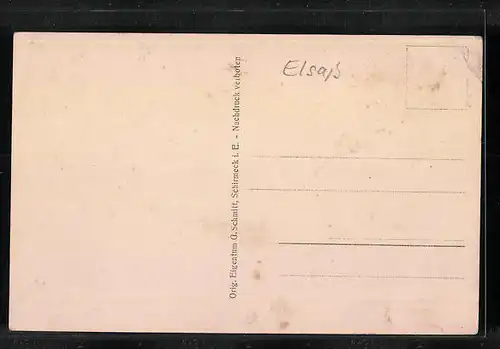 Elsaß
Orig. Eigentum G. Schmitt, Schirmeck i. E. - Nachdruck verboten